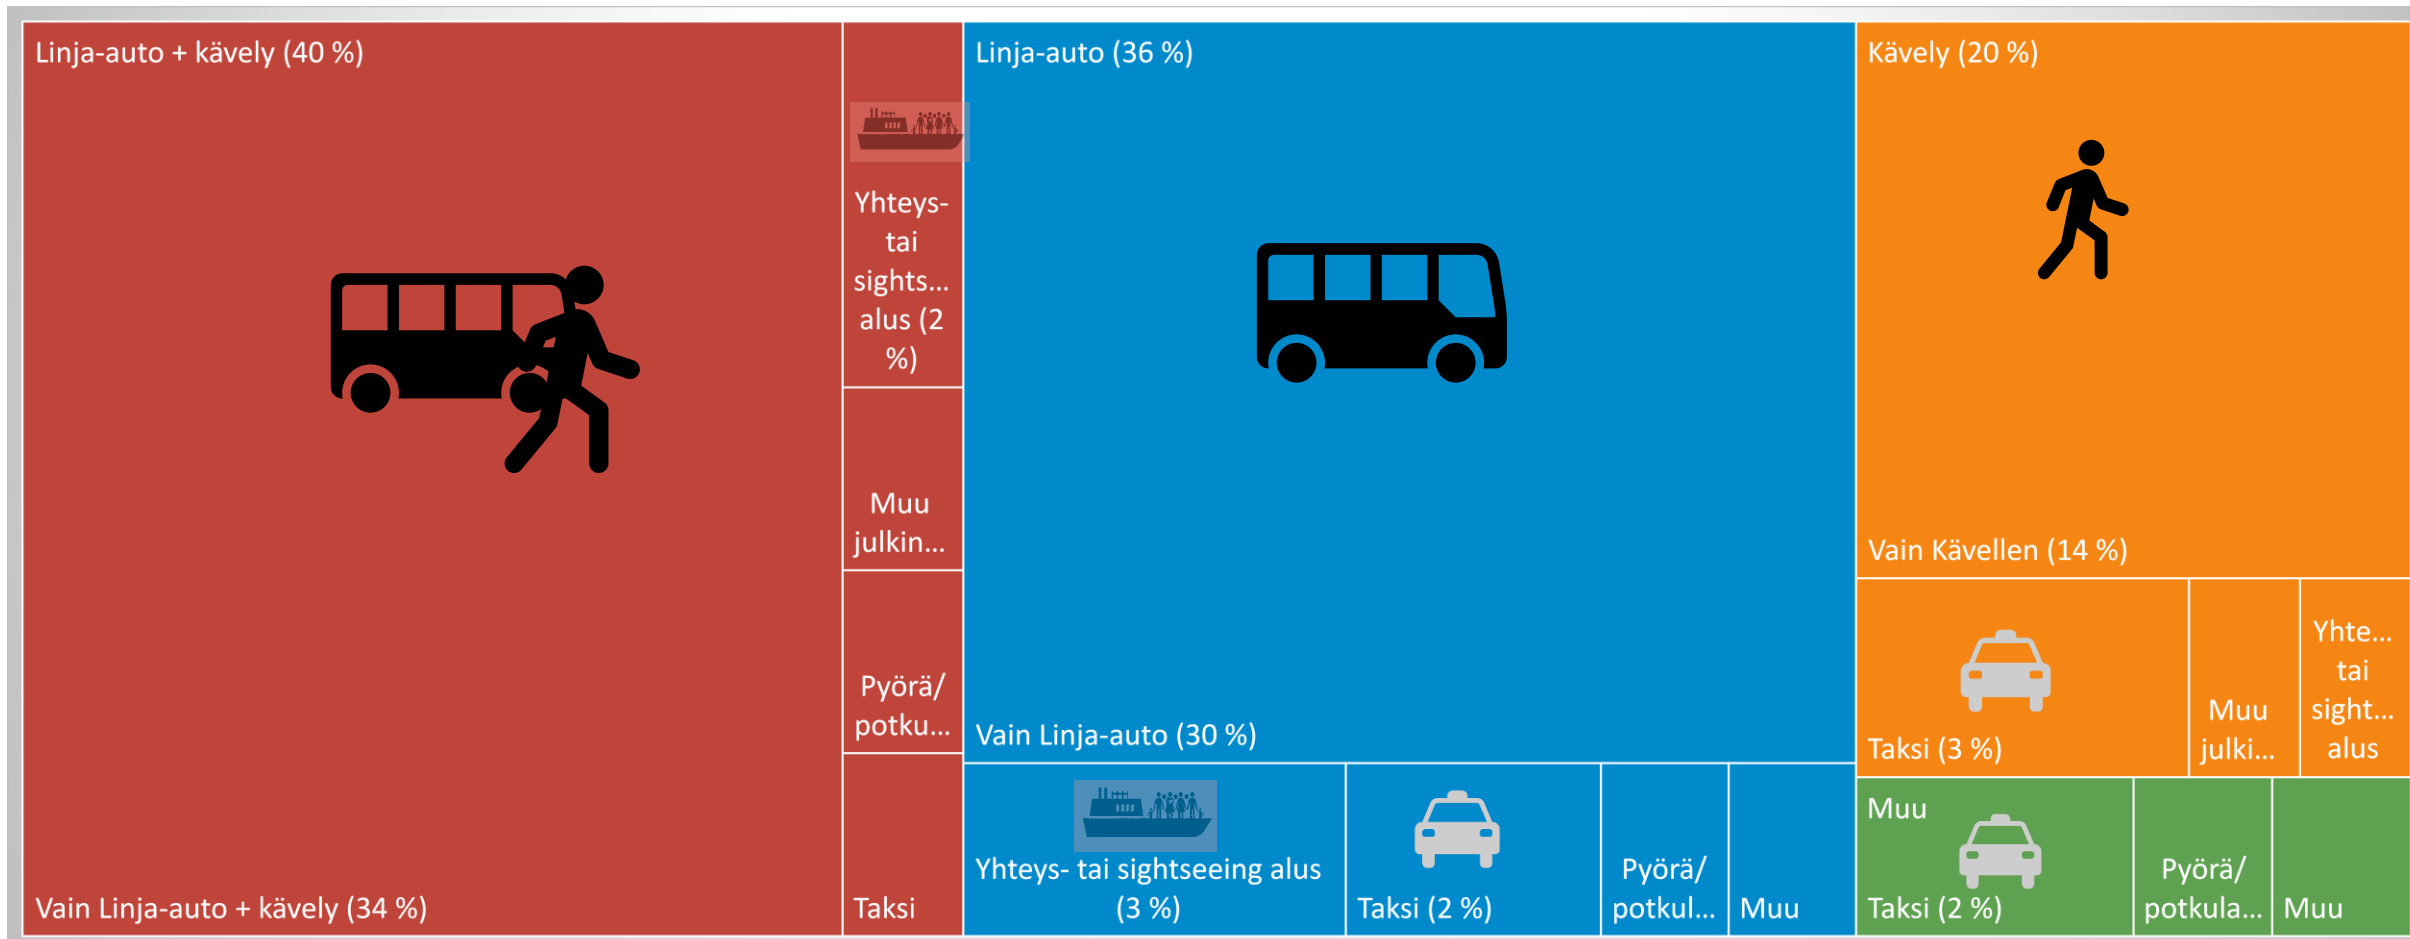 Linja-auto + kävely (40 %)
Yhteys-
tai
sights...
alus (2
%)
Muu
julkin...
Pyörä/
potku...
Vain Linja-auto + kävely (34 %)
Taksi
Linja-auto (36 %)
Vain Linja-auto (30 %)
Yhteys- tai sightseeing alus
(3 %)
Taksi (2 %)
Pyörä/
potkul...
Muu
Kävely (20 %)
Vain Kävellen (14 %)
Taksi (3 %)
Muu
julki...
Yhte...
tai
sight...
alus
Muu
Taksi (2 %)
Pyörä/
potkula...
Muu